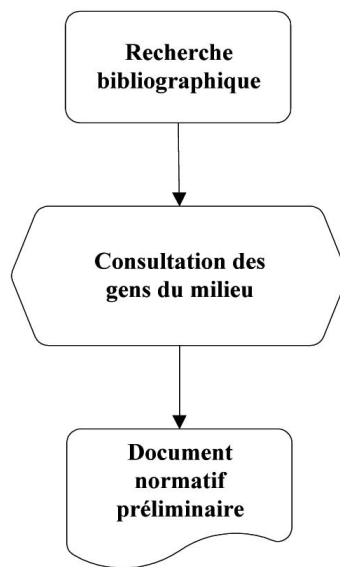 Recherche
bibliographique
Consultation des
gens du milieu
Document
normatif
préliminaire